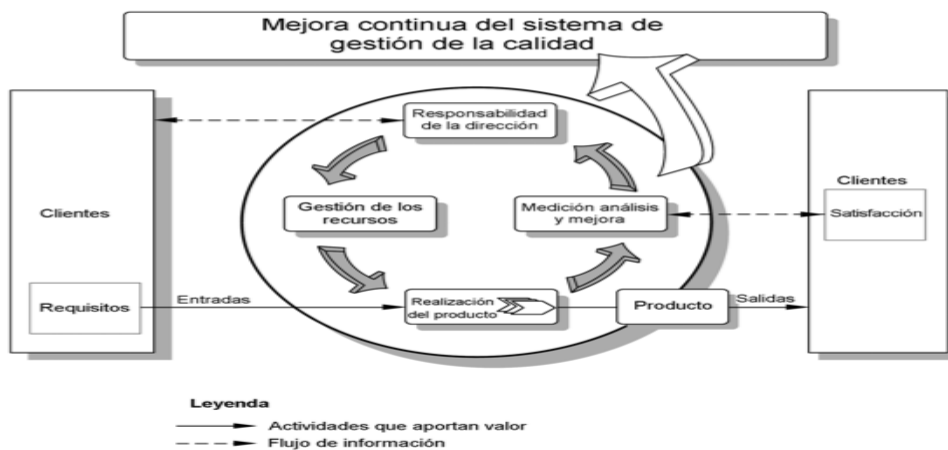 Mejora continua del sistema de
gestión de la calidad
Responsabilidad
de la dirección
Clientes
Gestión de los
recursos
Medición análisis
y mejora
Clientes
Satisfacción
Requisitos
Entradas
Realización
del producto
Producto
Salidas
Leyenda
Actividades que aportan valor
Flujo de información